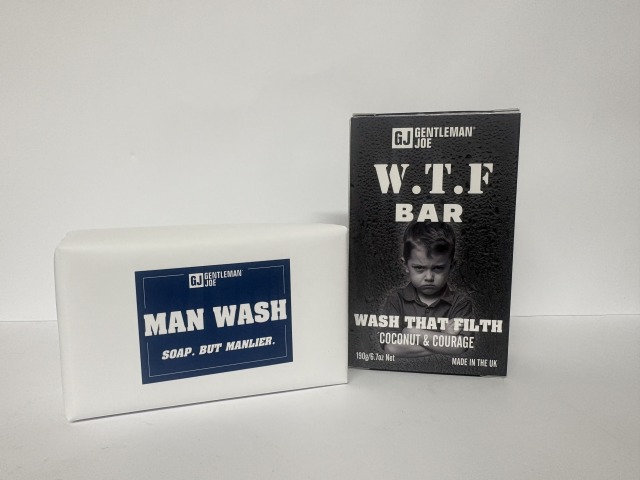 GJ GENTLEMAN
JOE
MAN WASH
SOAP. BUT MANLIER.
GJ GENTLEMAN
JOE
W.T.F
BAR
WASH THAT FILTH
COCONUT & COURAGE
190g/6.7oz Net
MADE IN THE UK